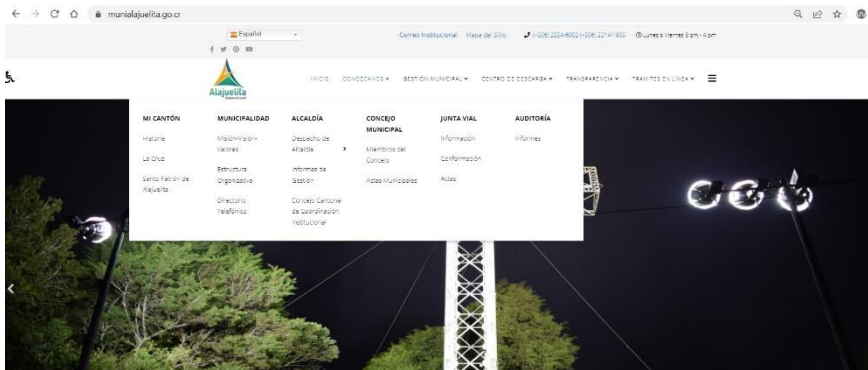 munialajuelita.go.cr
Español
Correo Institucional Mapa del Sitio (+506) 2254-6002 (+506) 2214-1905 Lunes a Viernes 8 am - 4 pm
Alajuelita
INICIO CONÓZCANOS GESTIÓN MUNICIPAL CENTRO DE DESCARGA TRANSPARENCIA TRÁMITES EN LÍNEA
MI CANTÓN MUNICIPALIDAD ALCALDÍA CONCEJO JUNTA VIAL AUDITORÍA
MUNICIPAL
Historia Misión-Visión- Despacho de Información Informes
Valores Alcaldía Miembros del
La Cruz Concejo Conformación
Estructura Informes de
Santo Patrón de Organizativa Gestión Actas Municipales Actas
Alajuelita
Directorio Concejo Cantonal
Telefónico de Coordinación
Institucional